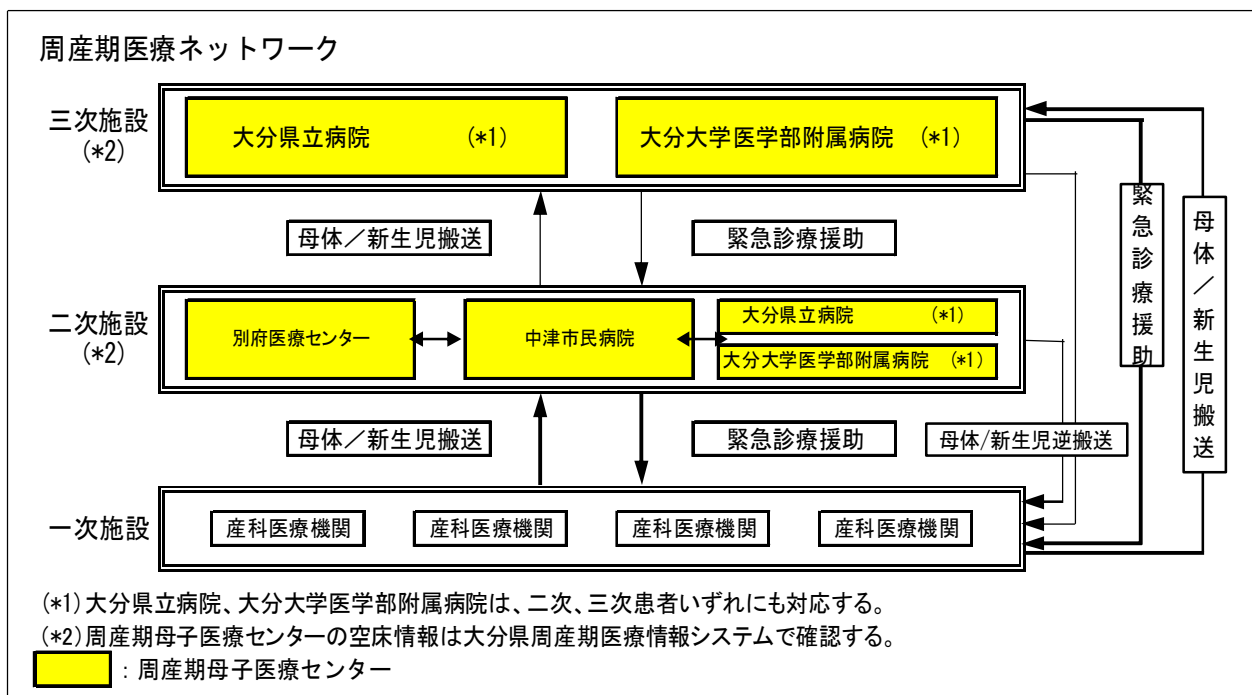 周産期医療ネットワーク
三次施設
(*2)
大分県立病院 (*1)
大分大学医学部附属病院 (*1)
母体／新生児搬送
緊急診療援助
二次施設
(*2)
別府医療センター
中津市民病院
大分県立病院 (*1)
大分大学医学部附属病院 (*1)
母体／新生児搬送
緊急診療援助
母体/新生児逆搬送
緊急診療援助
母体／新生児搬送
一次施設
産科医療機関
産科医療機関
産科医療機関
産科医療機関
(*1)大分県立病院、大分大学医学部附属病院は、二次、三次患者いずれにも対応する。
(*2)周産期母子医療センターの空床情報は大分県周産期医療情報システムで確認する。
：周産期母子医療センター